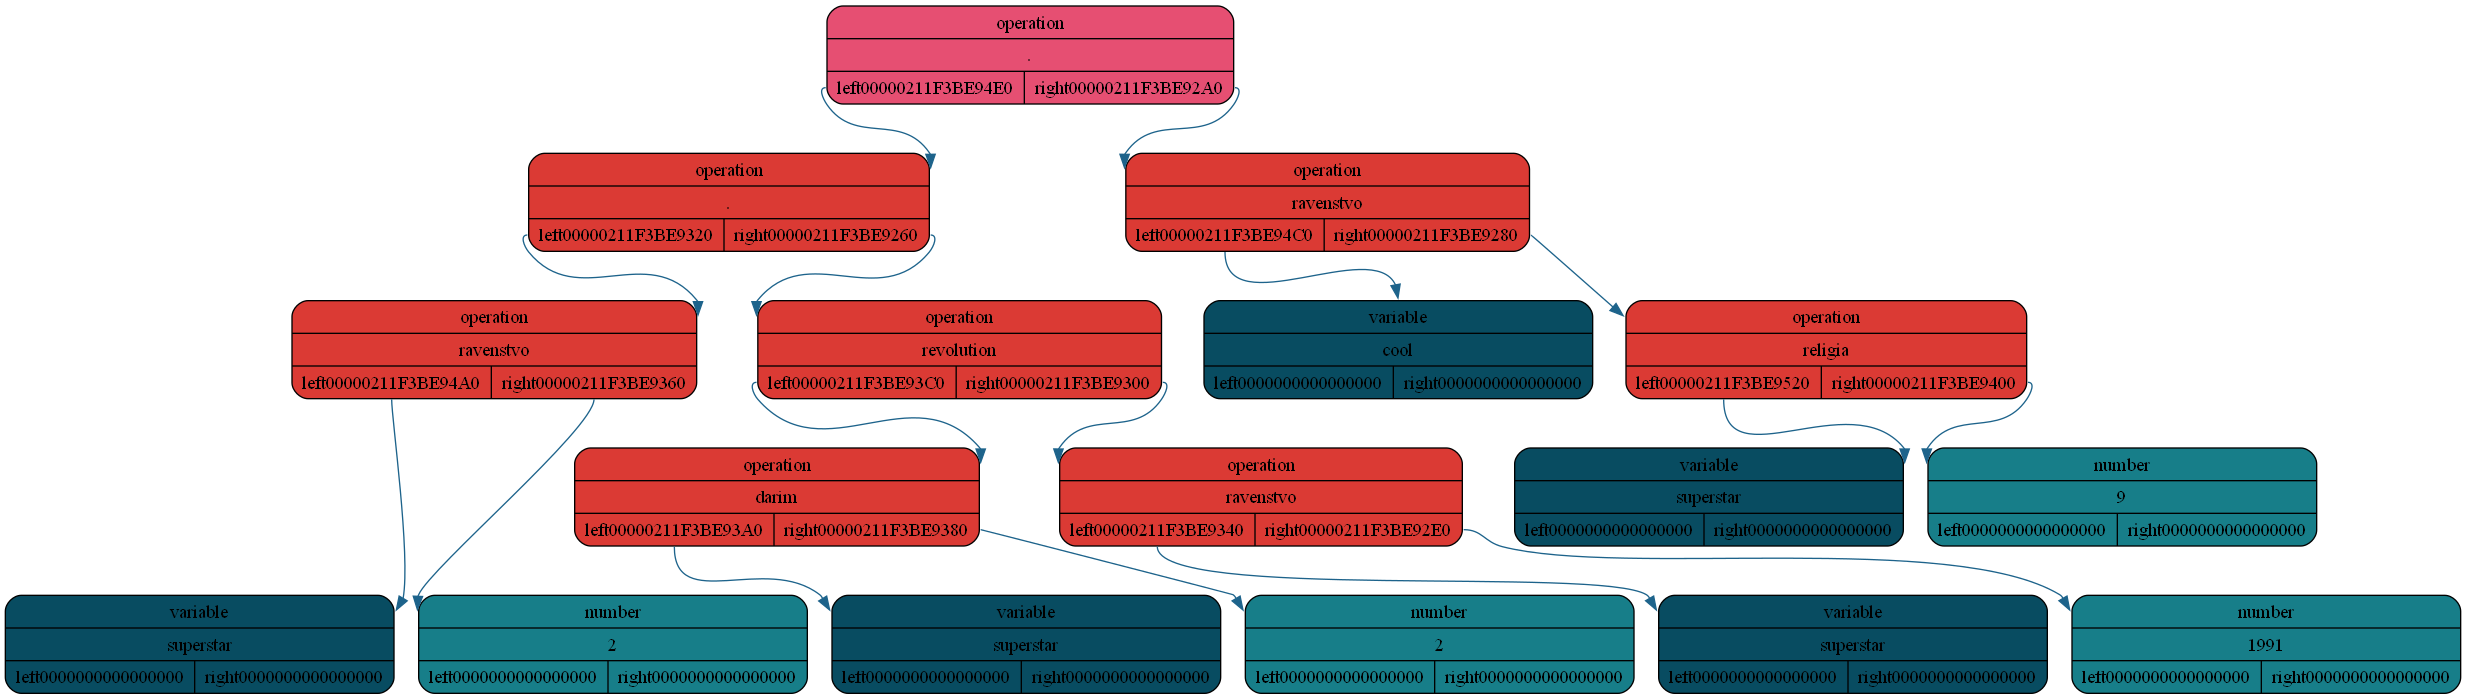 operation
.
left00000211F3BE94E0 right00000211F3BE92A0
operation
.
left00000211F3BE9320 right00000211F3BE9260
operation
ravenstvo
left00000211F3BE94C0 right00000211F3BE9280
operation
ravenstvo
left00000211F3BE94A0 right00000211F3BE9360
operation
revolution
left00000211F3BE93C0 right00000211F3BE9300
variable
cool
left0000000000000000 right0000000000000000
operation
religia
left00000211F3BE9520 right00000211F3BE9400
operation
darim
left00000211F3BE93A0 right00000211F3BE9380
operation
ravenstvo
left00000211F3BE9340 right00000211F3BE92E0
variable
superstar
left0000000000000000 right0000000000000000
number
9
left0000000000000000 right0000000000000000
variable
superstar
left0000000000000000 right0000000000000000
number
2
left0000000000000000 right0000000000000000
variable
superstar
left0000000000000000 right0000000000000000
number
2
left0000000000000000 right0000000000000000
variable
superstar
left0000000000000000 right0000000000000000
number
1991
left0000000000000000 right0000000000000000